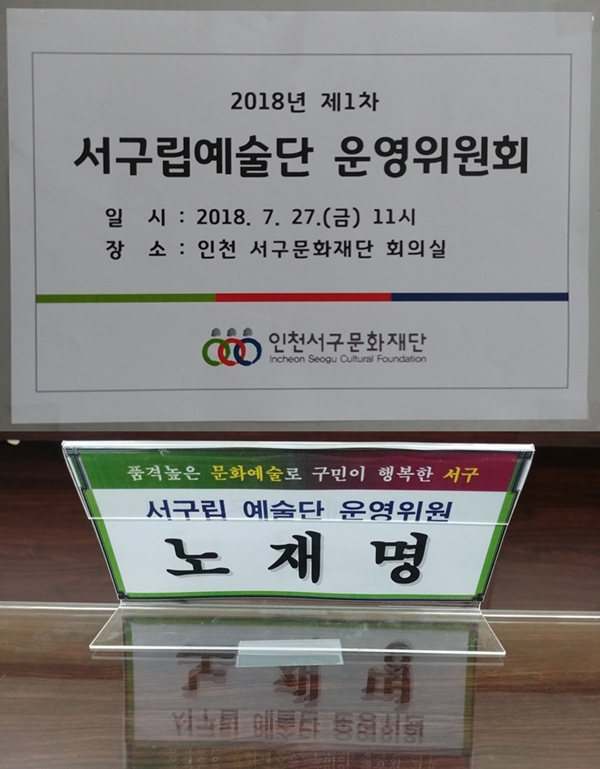 2018년 제1차
서구립예술단 운영위원회
일 시 : 2018. 7. 27.(금) 11시
장 소 : 인천 서구문화재단 회의실
인천서구문화재단
Incheon Seogu Cultural Foundation
품격높은 문화예술로 구민이 행복한 서구
서구립 예술단 운영위원
노 재 명